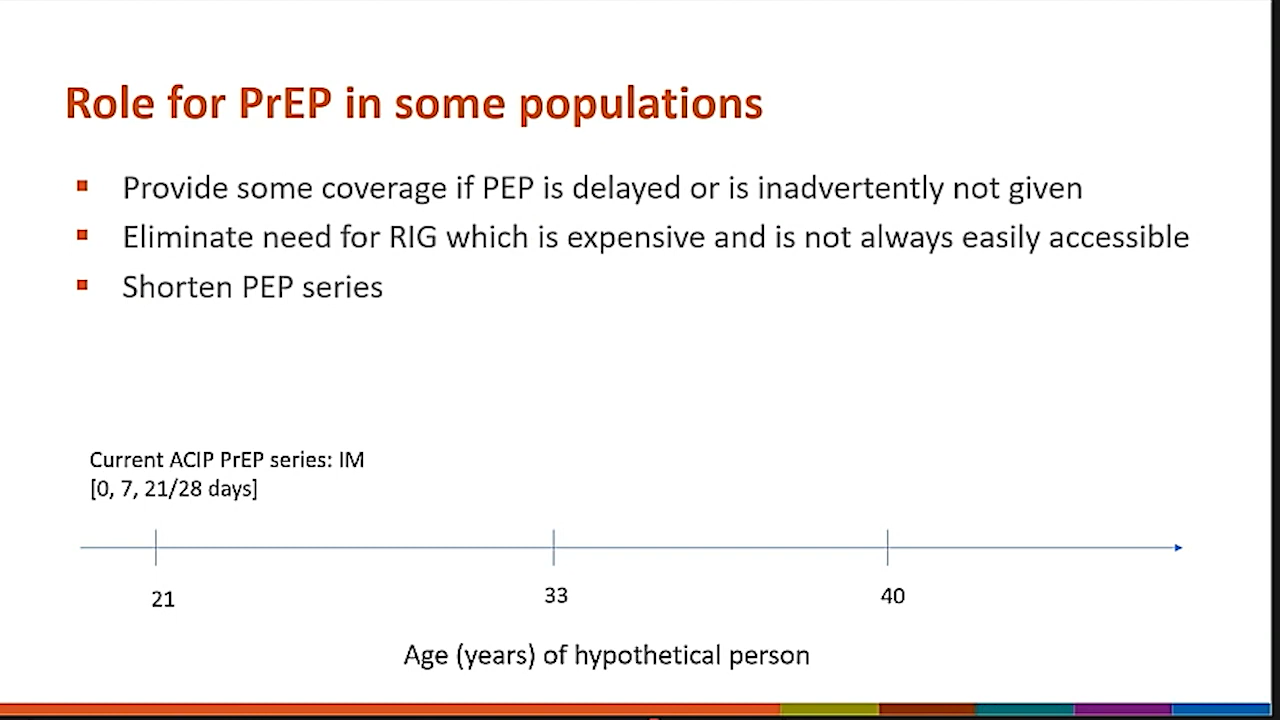 Role for PrEP in some populations
Provide some coverage if PEP is delayed or is inadvertently not given
Eliminate need for RIG which is expensive and is not always easily accessible
Shorten PEP series
Current ACIP PrEP series: IM
[0, 7, 21/28 days]
21
33
40
Age (years) of hypothetical person